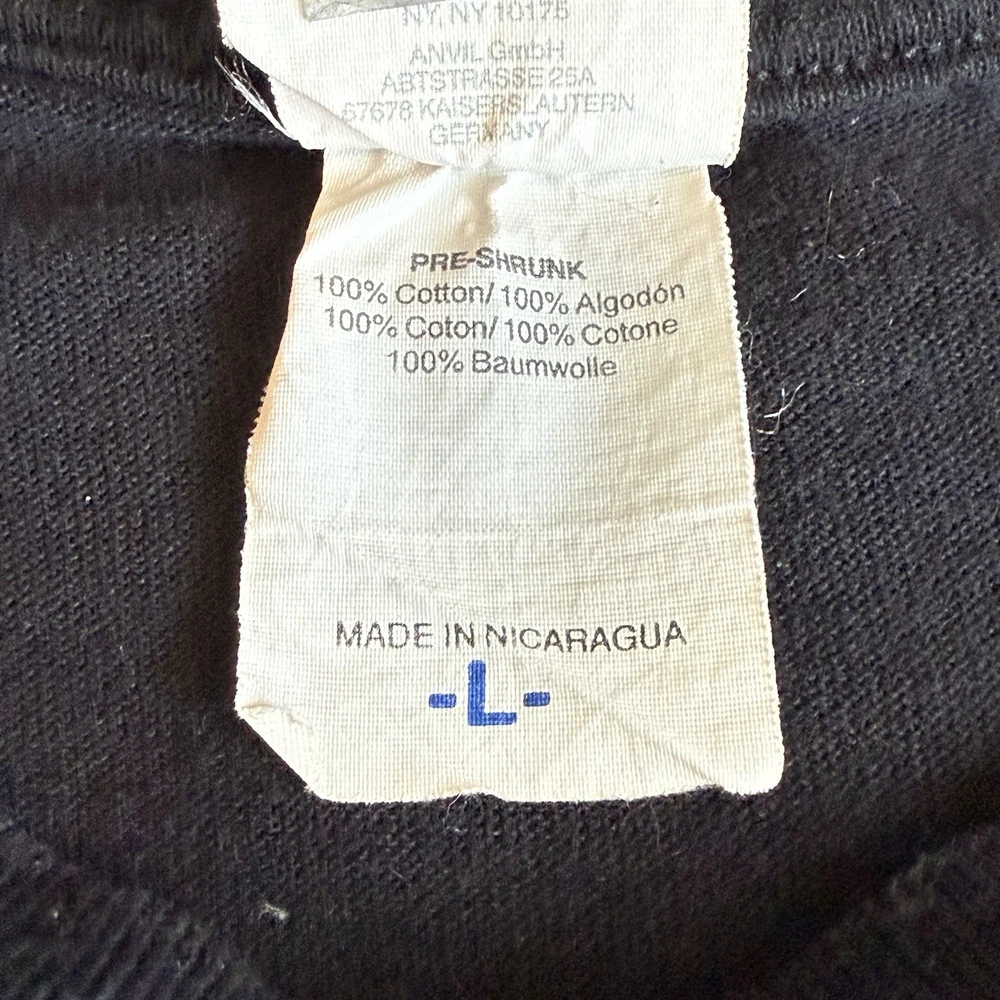 NY, NY 10175
ANVIL GmbH
ABTSTRASSE 25A
67678 KAISERSLAUTERN
GERMANY
PRE-SHRUNK
100% Cotton/ 100% Algodón
100% Coton/ 100% Cotone
100% Baumwolle
MADE IN NICARAGUA
-L-